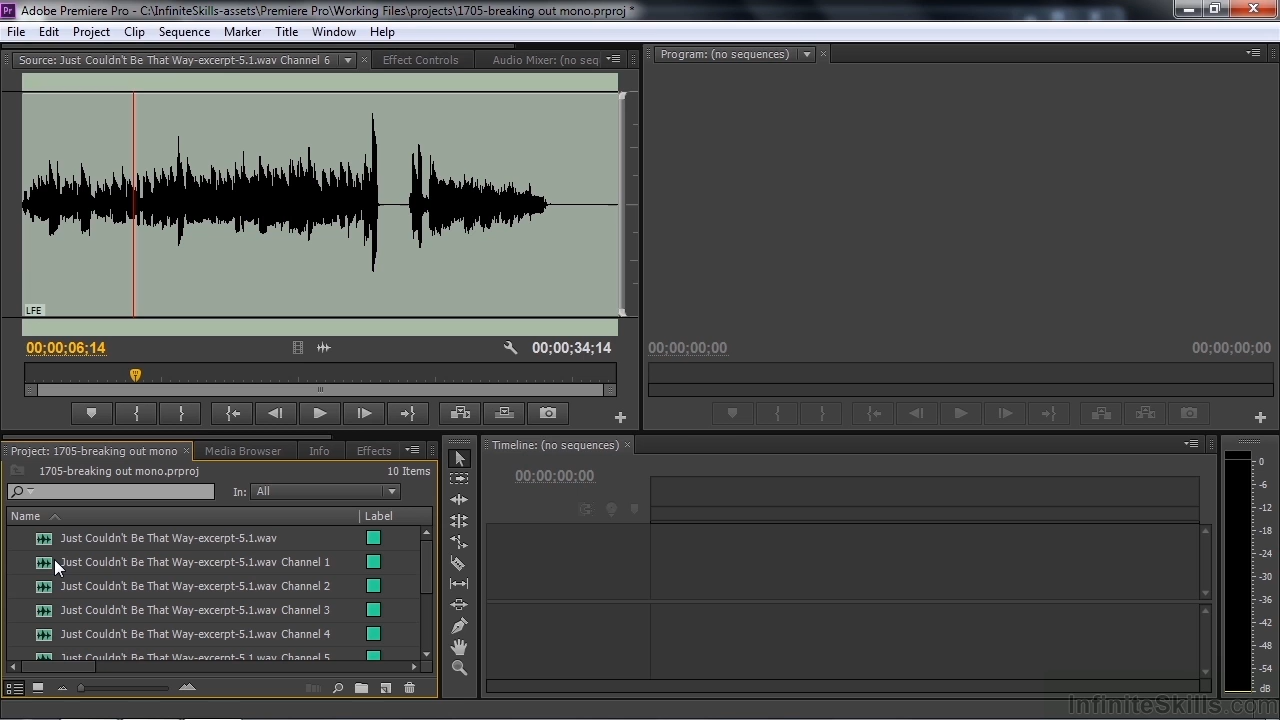 Pr Adobe Premiere Pro - C:\InfiniteSkills-assets\Premiere Pro\Working Files\projects\1705-breaking out mono.prproj *
File Edit Project Clip Sequence Marker Title Window Help
Source: Just Couldn't Be That Way-excerpt-5.1.wav Channel 6 Effect Controls Audio Mixer: (no seq
Program: (no sequences)
LFE
00;00;06;14 00;00;34;14
00;00;00;00 00;00;00;00
Project: 1705-breaking out mono Media Browser Info Effects
1705-breaking out mono.prproj 10 Items
In: All
Name Label
Just Couldn't Be That Way-excerpt-5.1.wav
Just Couldn't Be That Way-excerpt-5.1.wav Channel 1
Just Couldn't Be That Way-excerpt-5.1.wav Channel 2
Just Couldn't Be That Way-excerpt-5.1.wav Channel 3
Just Couldn't Be That Way-excerpt-5.1.wav Channel 4
Just Couldn't Be That Way-excerpt-5.1.wav Channel 5
Timeline: (no sequences)
00;00;00;00
0
-6
-12
-18
-24
-30
-36
-42
-48
-54
dB
InfiniteSkills.com